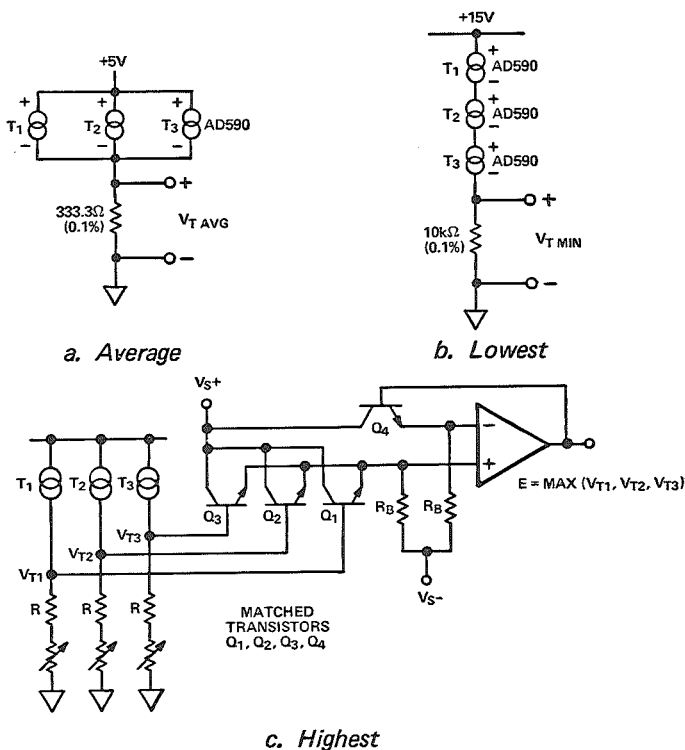 +5V
+ + +
T1 T2 T3 AD590
− − −
+
333.3Ω
(0.1%)
VT AVG
−
a. Average
+15V
+
T1 AD590
−
+
T2 AD590
−
+
T3 AD590
−
+
10kΩ
(0.1%)
VT MIN
−
b. Lowest
VS+
Q4
−
+
E = MAX (VT1, VT2, VT3)
T1 T2 T3
Q3 Q2 Q1
RB RB
VT3
VT2
VT1
VS−
R R R
MATCHED
TRANSISTORS
Q1, Q2, Q3, Q4
c. Highest